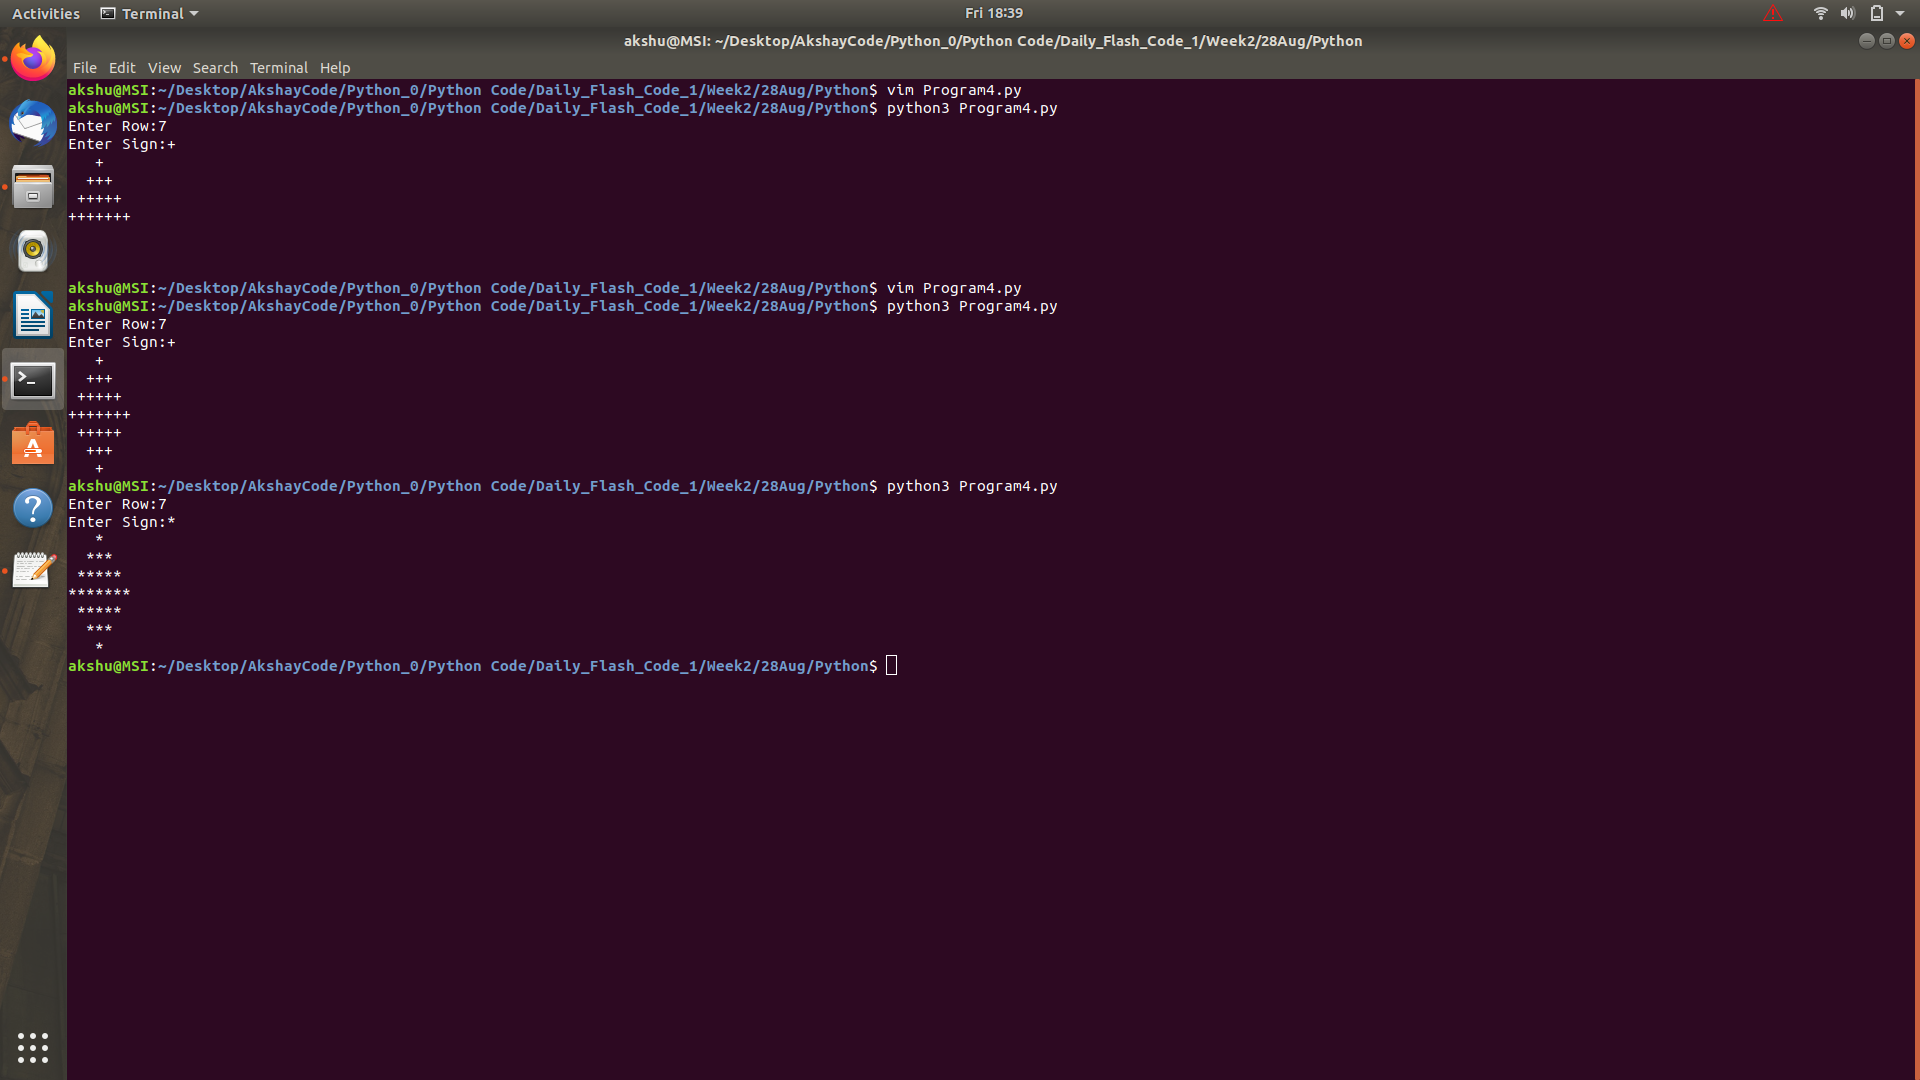 Activities Terminal Fri 18:39
akshu@MSI: ~/Desktop/AkshayCode/Python_0/Python Code/Daily_Flash_Code_1/Week2/28Aug/Python
File Edit View Search Terminal Help
akshu@MSI:~/Desktop/AkshayCode/Python_0/Python Code/Daily_Flash_Code_1/Week2/28Aug/Python$ vim Program4.py
akshu@MSI:~/Desktop/AkshayCode/Python_0/Python Code/Daily_Flash_Code_1/Week2/28Aug/Python$ python3 Program4.py
Enter Row:7
Enter Sign:+
   +
  +++
 +++++
+++++++
akshu@MSI:~/Desktop/AkshayCode/Python_0/Python Code/Daily_Flash_Code_1/Week2/28Aug/Python$ vim Program4.py
akshu@MSI:~/Desktop/AkshayCode/Python_0/Python Code/Daily_Flash_Code_1/Week2/28Aug/Python$ python3 Program4.py
Enter Row:7
Enter Sign:+
   +
  +++
 +++++
+++++++
 +++++
  +++
   +
akshu@MSI:~/Desktop/AkshayCode/Python_0/Python Code/Daily_Flash_Code_1/Week2/28Aug/Python$ python3 Program4.py
Enter Row:7
Enter Sign:*
   *
  ***
 *****
*******
 *****
  ***
   *
akshu@MSI:~/Desktop/AkshayCode/Python_0/Python Code/Daily_Flash_Code_1/Week2/28Aug/Python$